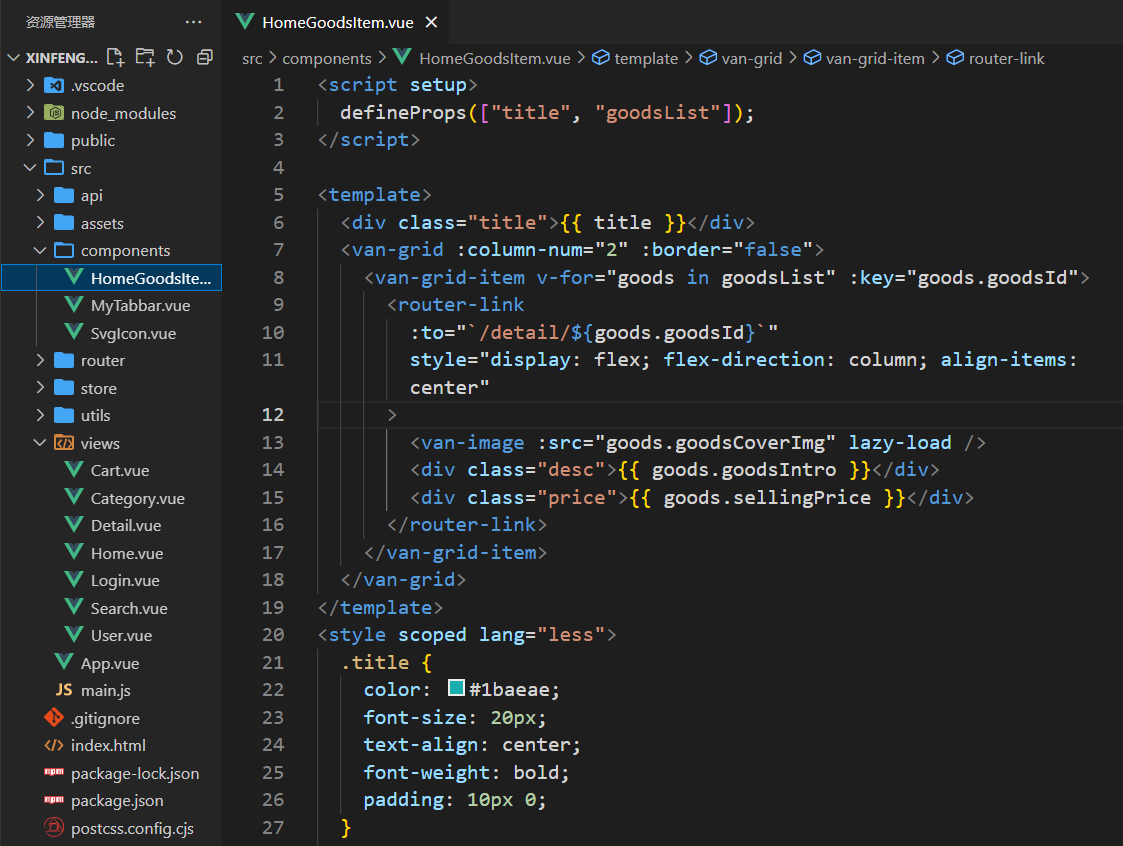 资源管理器 ···
XINFENG...
.vscode
node_modules
public
src
api
assets
components
HomeGoodsIte...
MyTabbar.vue
SvgIcon.vue
router
store
utils
views
Cart.vue
Category.vue
Detail.vue
Home.vue
Login.vue
Search.vue
User.vue
App.vue
JS main.js
.gitignore
index.html
npm package-lock.json
npm package.json
postcss.config.cjs
HomeGoodsItem.vue
src > components > HomeGoodsItem.vue > template > van-grid > van-grid-item > router-link
1 <script setup>
2 defineProps(["title", "goodsList"]);
3 </script>
4
5 <template>
6 <div class="title">{{ title }}</div>
7 <van-grid :column-num="2" :border="false">
8 <van-grid-item v-for="goods in goodsList" :key="goods.goodsId">
9 <router-link
10 :to="`/detail/${goods.goodsId}`"
11 style="display: flex; flex-direction: column; align-items:
center"
12 >
13 <van-image :src="goods.goodsCoverImg" lazy-load />
14 <div class="desc">{{ goods.goodsIntro }}</div>
15 <div class="price">{{ goods.sellingPrice }}</div>
16 </router-link>
17 </van-grid-item>
18 </van-grid>
19 </template>
20 <style scoped lang="less">
21 .title {
22 color: #1baeae;
23 font-size: 20px;
24 text-align: center;
25 font-weight: bold;
26 padding: 10px 0;
27 }